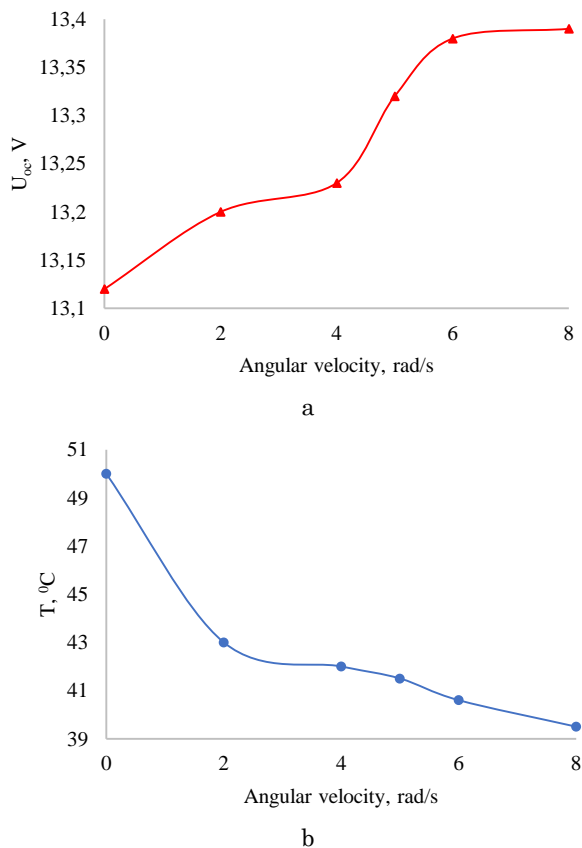 13,4
13,35
13,3
13,25
13,2
13,15
13,1
U_oc, V
0 2 4 6 8
Angular velocity, rad/s
a
51
49
47
45
43
41
39
T, ⁰C
0 2 4 6 8
Angular velocity, rad/s
b